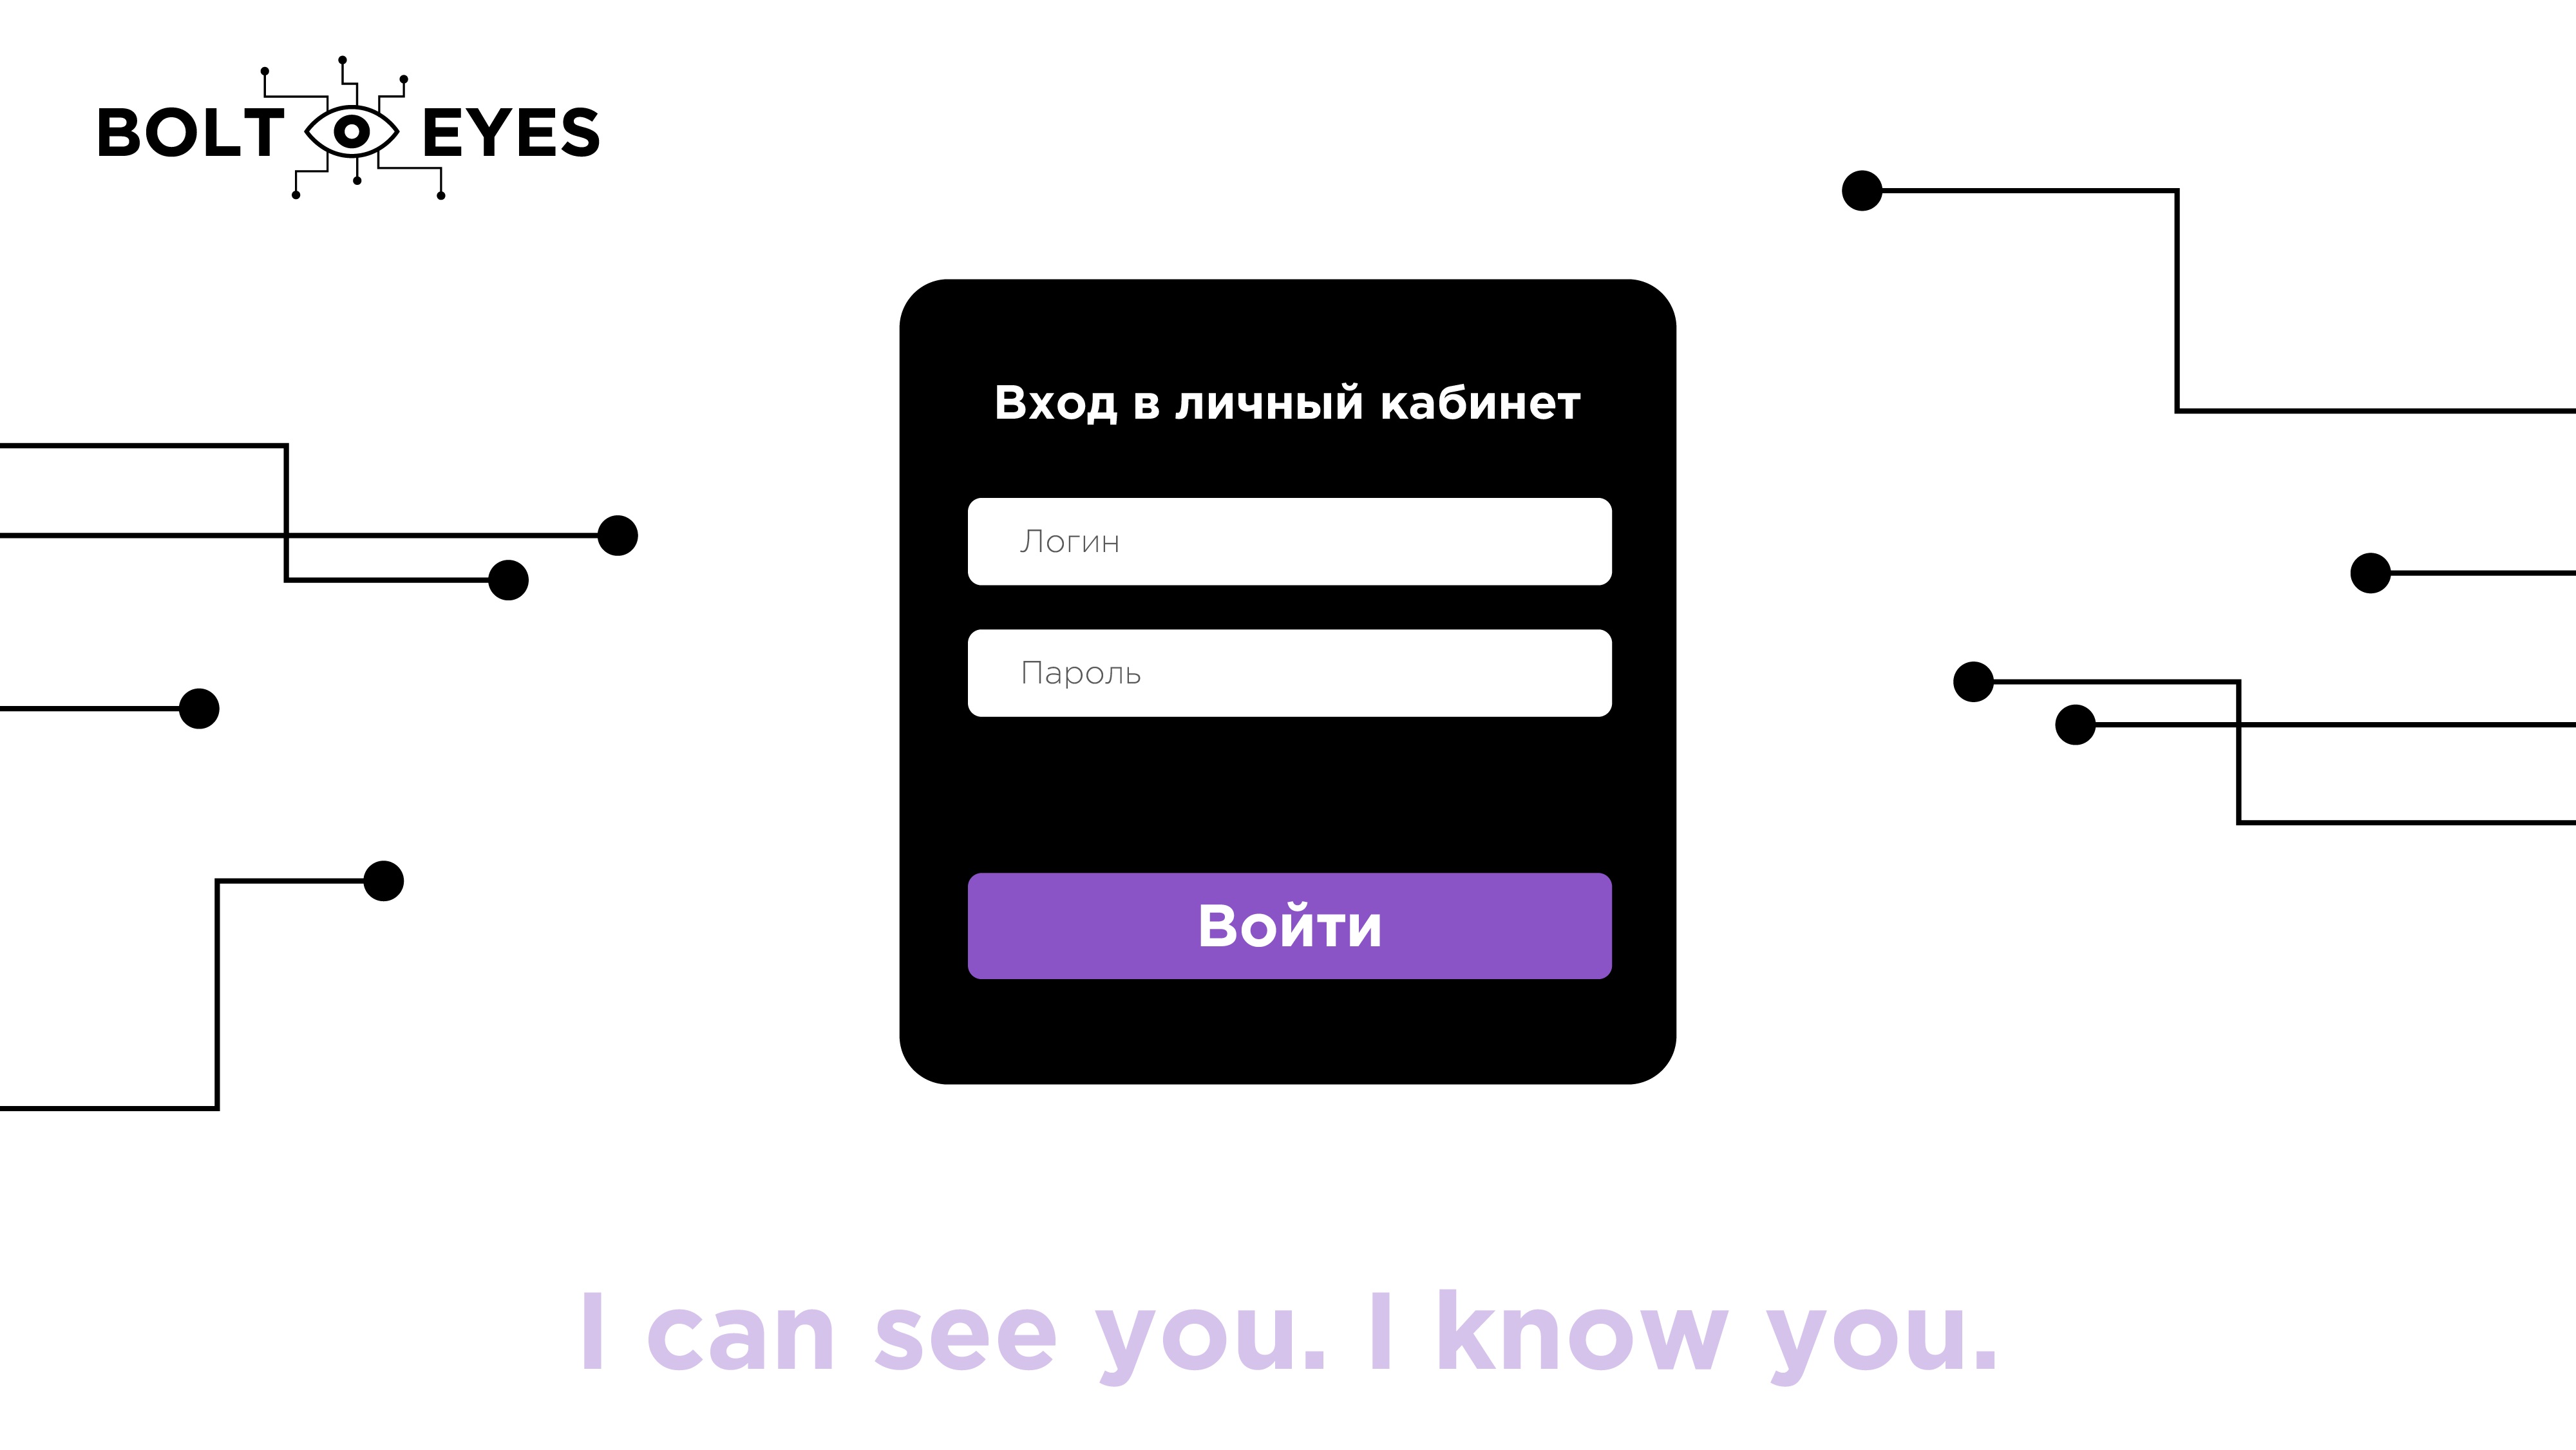 BOLT EYES
Вход в личный кабинет
Логин
Пароль
Войти
I can see you. I know you.